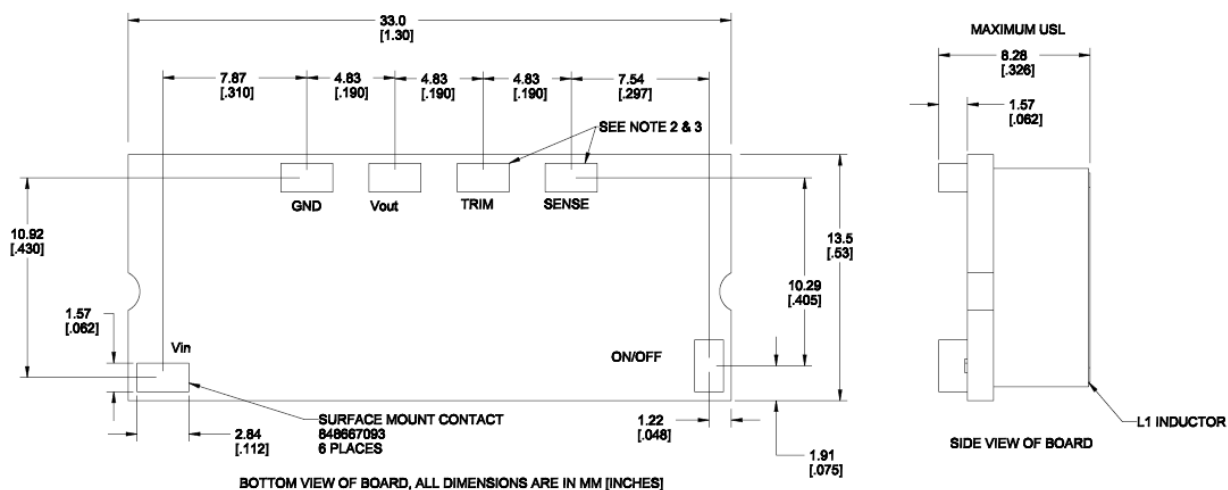 33.0
[1.30]
MAXIMUM USL
7.87
[.310]
4.83
[.190]
4.83
[.190]
4.83
[.190]
7.54
[.297]
8.28
[.326]
1.57
[.062]
SEE NOTE 2 & 3
GND
Vout
TRIM
SENSE
10.92
[.430]
13.5
[.53]
10.29
[.405]
1.57
[.062]
Vin
ON/OFF
SURFACE MOUNT CONTACT
848667093
6 PLACES
2.84
[.112]
1.22
[.048]
1.91
[.075]
L1 INDUCTOR
SIDE VIEW OF BOARD
BOTTOM VIEW OF BOARD, ALL DIMENSIONS ARE IN MM [INCHES]